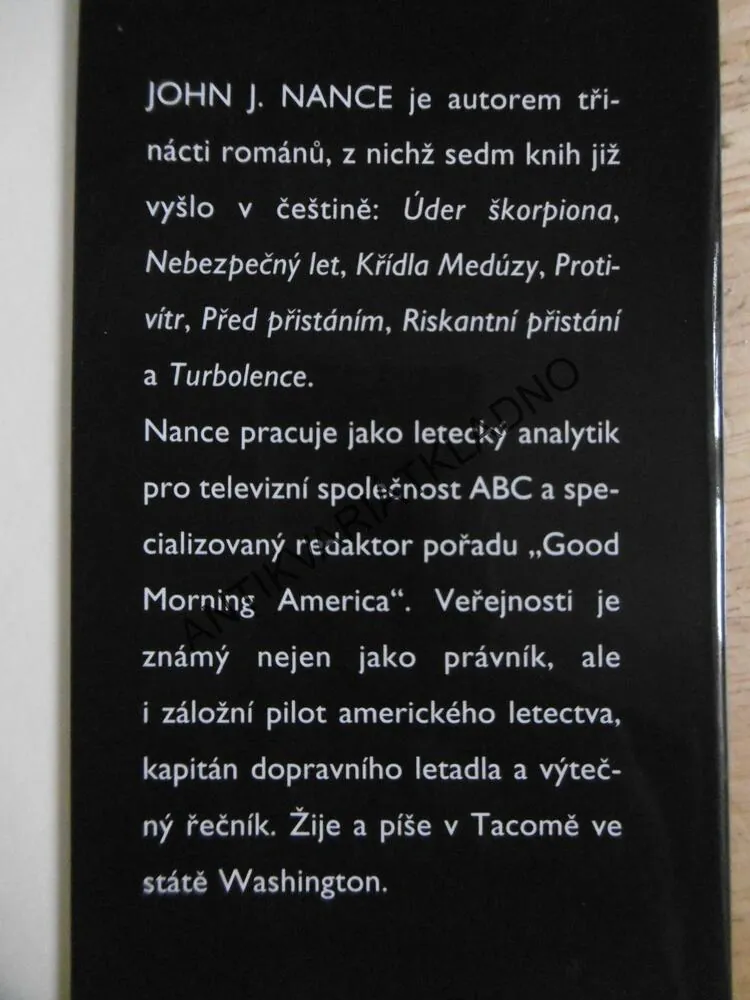 JOHN J. NANCE je autorem tři-
nácti románů, z nichž sedm knih již
vyšlo v češtině: Úder škorpiona,
Nebezpečný let, Křídla Medúzy, Proti-
vítr, Před přistáním, Riskantní přistání
a Turbolence.
Nance pracuje jako letecký analytik
pro televizní společnost ABC a spe-
cializovaný redaktor pořadu „Good
Morning America“. Veřejnosti je
známý nejen jako právník, ale
i záložní pilot amerického letectva,
kapitán dopravního letadla a výteč-
ný řečník. Žije a píše v Tacomě ve
státě Washington.
ANTIKVARIATKLADNO